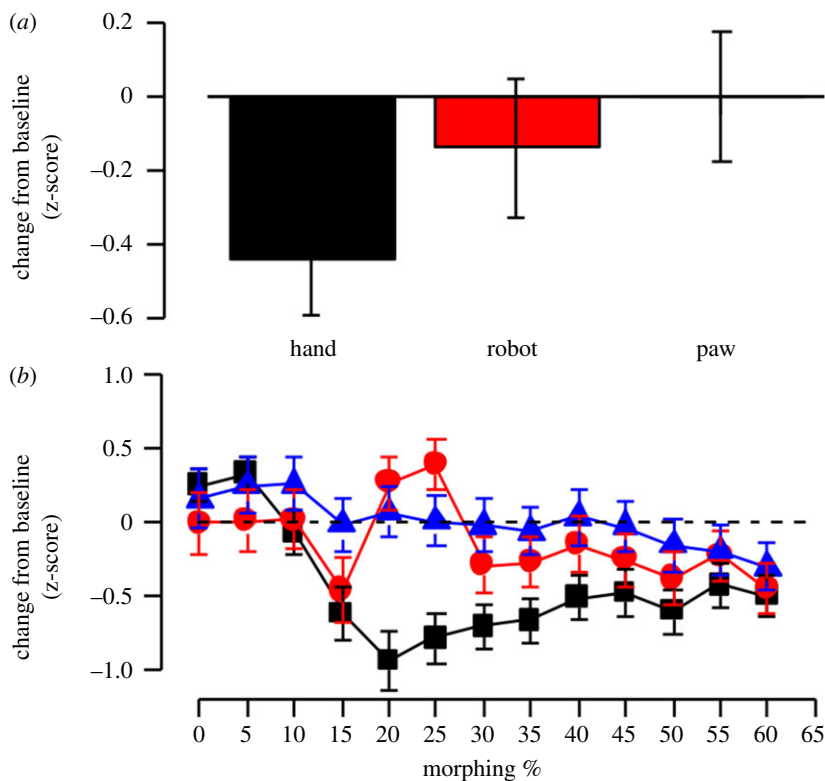 (a)
0.2
0
−0.2
−0.4
−0.6
change from baseline
(z-score)
hand robot paw
(b)
1.0
0.5
0
−0.5
−1.0
change from baseline
(z-score)
0 5 10 15 20 25 30 35 40 45 50 55 60 65
morphing %